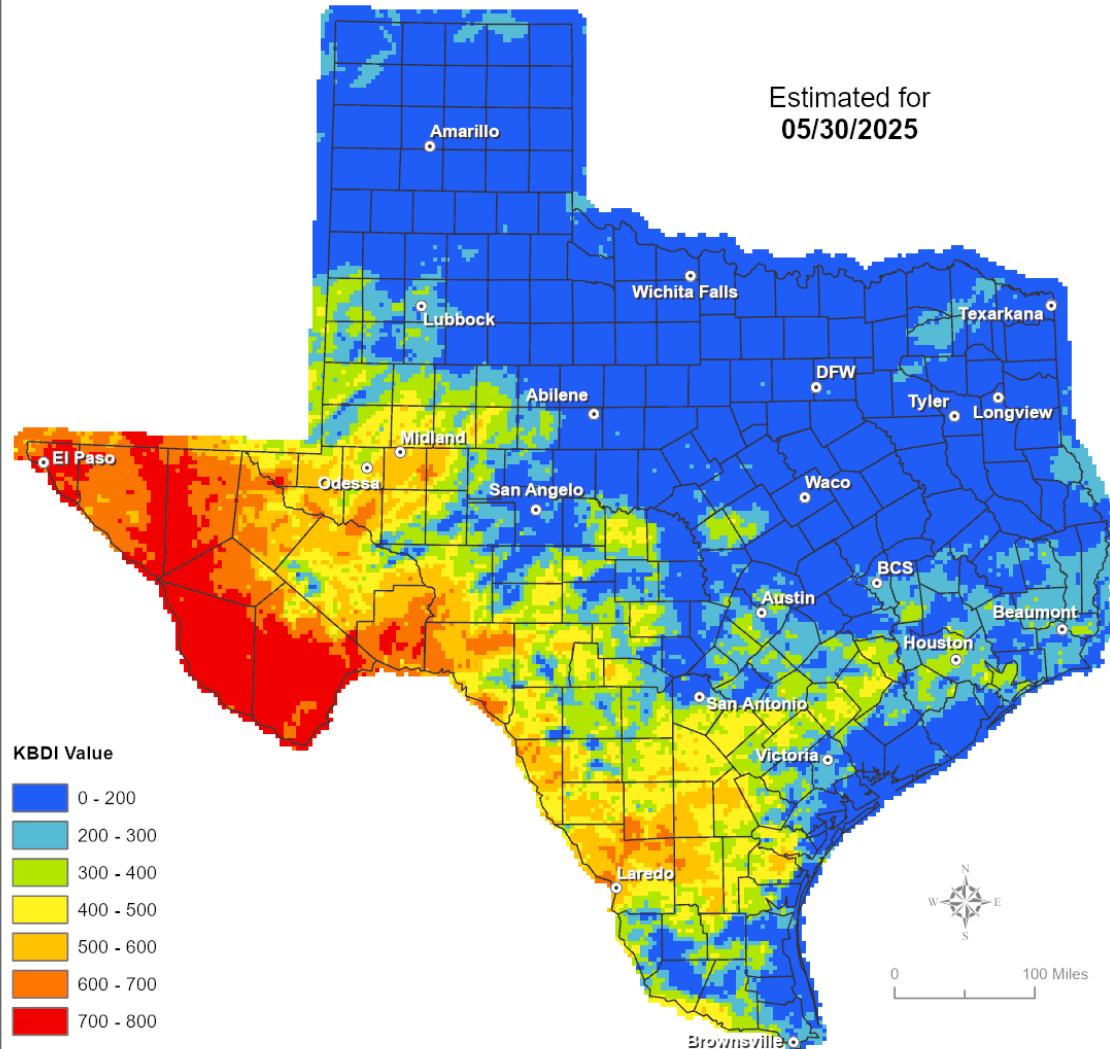 Estimated for
05/30/2025
Amarillo
Wichita Falls
Lubbock
Texarkana
DFW
Abilene
Tyler
Longview
Midland
El Paso
Odessa
San Angelo
Waco
BCS
Austin
Beaumont
Houston
San Antonio
Victoria
Laredo
Brownsville
KBDI Value
0 - 200
200 - 300
300 - 400
400 - 500
500 - 600
600 - 700
700 - 800
N
W E
S
0 100 Miles